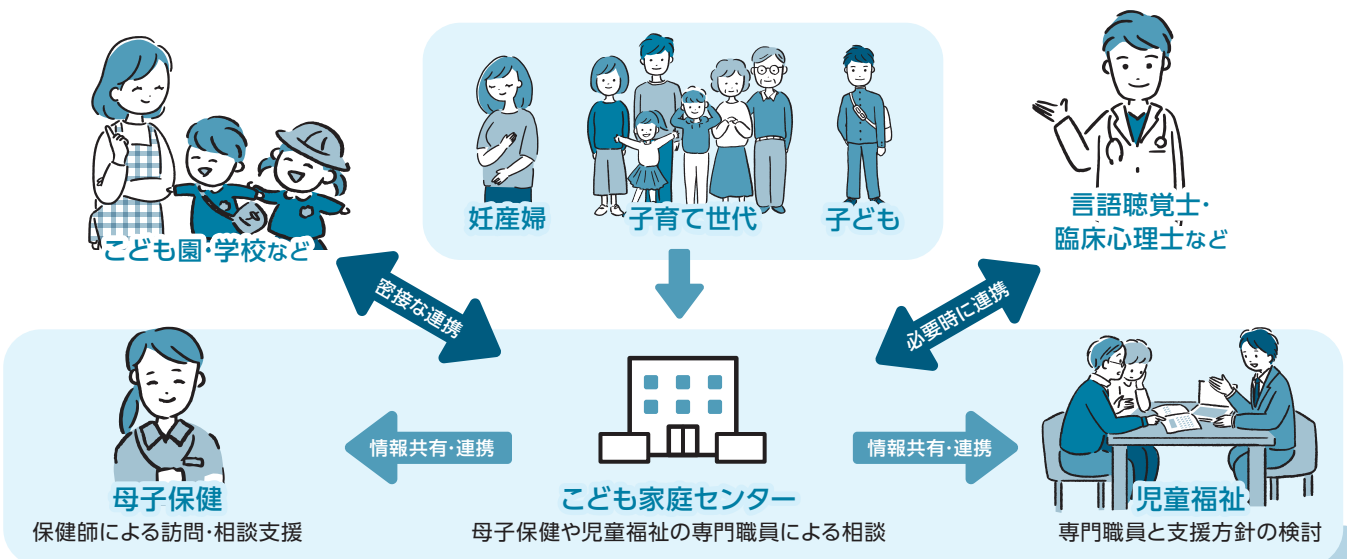 妊産婦
子育て世代
子ども
こども園・学校など
言語聴覚士・
臨床心理士など
密接な連携
必要時に連携
情報共有・連携
情報共有・連携
母子保健
保健師による訪問・相談支援
こども家庭センター
母子保健や児童福祉の専門職員による相談
児童福祉
専門職員と支援方針の検討